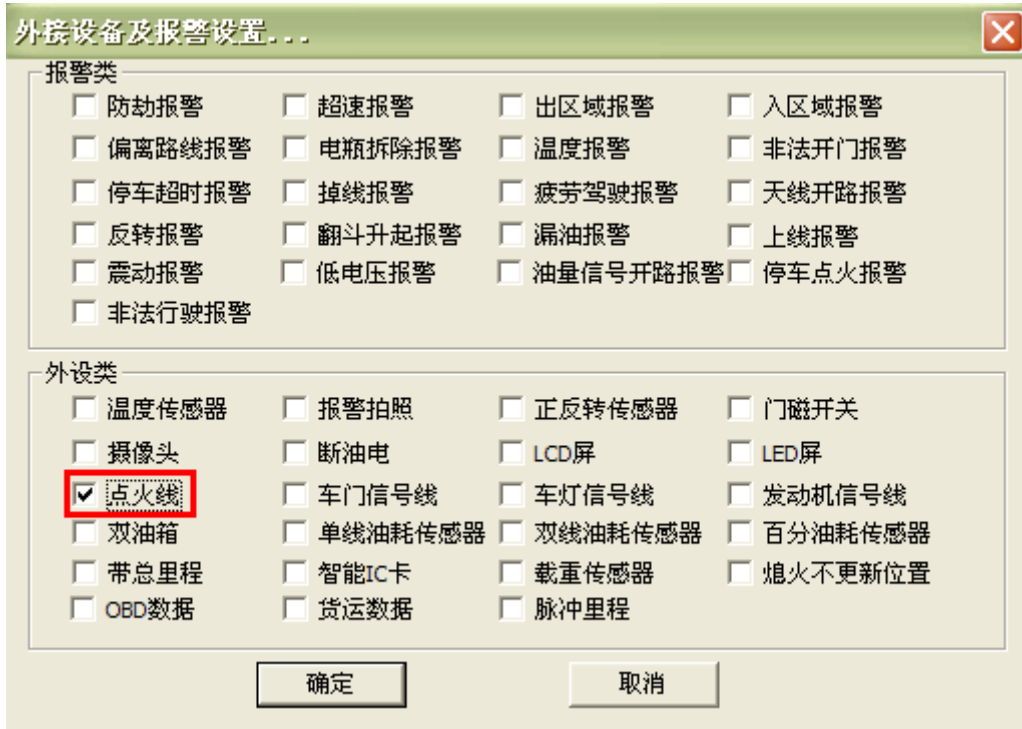 外接设备及报警设置...
报警类
防劫报警 超速报警 出区域报警 入区域报警
偏离路线报警 电瓶拆除报警 温度报警 非法开门报警
停车超时报警 掉线报警 疲劳驾驶报警 天线开路报警
反转报警 翻斗升起报警 漏油报警 上线报警
震动报警 低电压报警 油量信号开路报警 停车点火报警
非法行驶报警
外设类
温度传感器 报警拍照 正反转传感器 门磁开关
摄像头 断油电 LCD屏 LED屏
点火线 车门信号线 车灯信号线 发动机信号线
双油箱 单线油耗传感器 双线油耗传感器 百分油耗传感器
带总里程 智能IC卡 载重传感器 熄火不更新位置
OBD数据 货运数据 脉冲里程
确定 取消